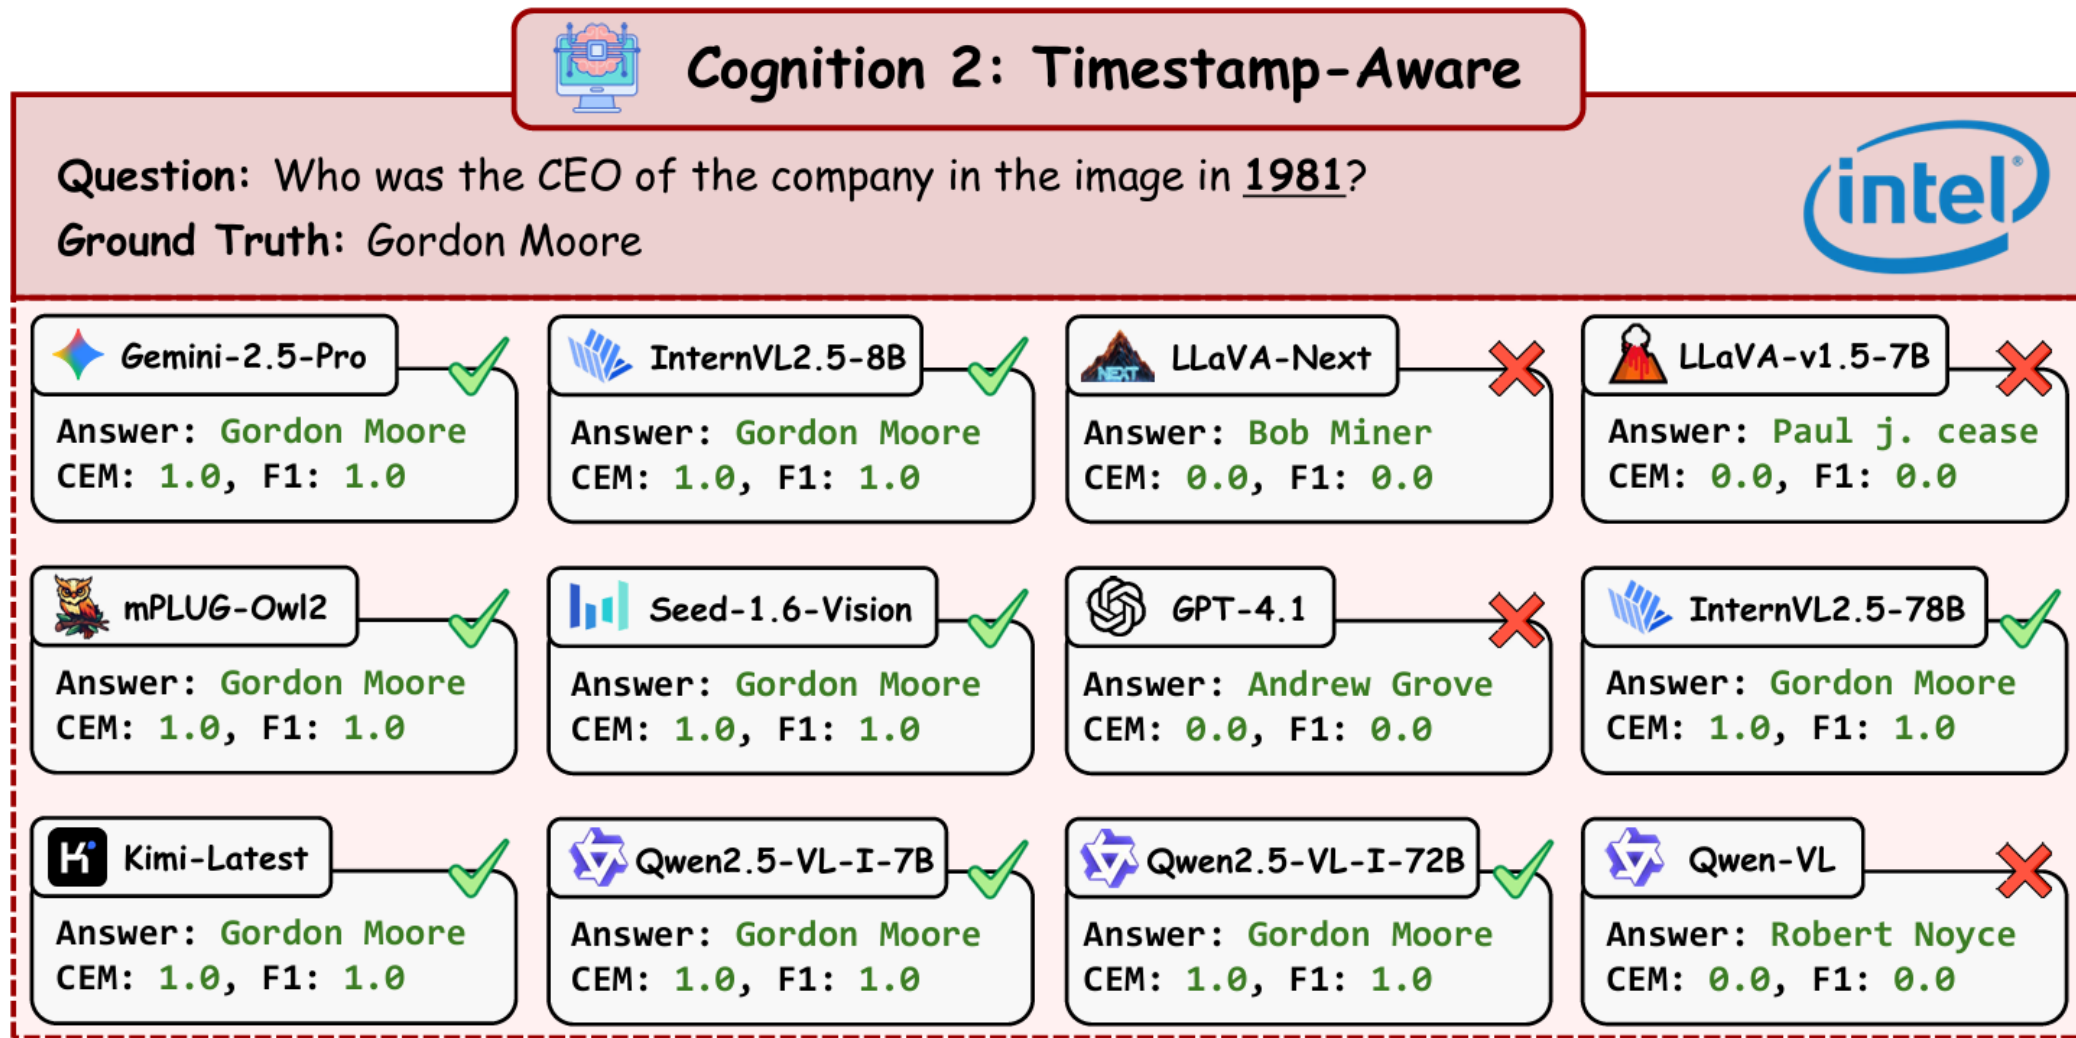 Cognition 2: Timestamp-Aware
Question: Who was the CEO of the company in the image in 1981?
Ground Truth: Gordon Moore
intel®
Gemini-2.5-Pro
Answer: Gordon Moore
CEM: 1.0, F1: 1.0
InternVL2.5-8B
Answer: Gordon Moore
CEM: 1.0, F1: 1.0
NEXT
LLaVA-Next
Answer: Bob Miner
CEM: 0.0, F1: 0.0
LLaVA-v1.5-7B
Answer: Paul j. cease
CEM: 0.0, F1: 0.0
mPLUG-Owl2
Answer: Gordon Moore
CEM: 1.0, F1: 1.0
Seed-1.6-Vision
Answer: Gordon Moore
CEM: 1.0, F1: 1.0
GPT-4.1
Answer: Andrew Grove
CEM: 0.0, F1: 0.0
InternVL2.5-78B
Answer: Gordon Moore
CEM: 1.0, F1: 1.0
K
Kimi-Latest
Answer: Gordon Moore
CEM: 1.0, F1: 1.0
Qwen2.5-VL-I-7B
Answer: Gordon Moore
CEM: 1.0, F1: 1.0
Qwen2.5-VL-I-72B
Answer: Gordon Moore
CEM: 1.0, F1: 1.0
Qwen-VL
Answer: Robert Noyce
CEM: 0.0, F1: 0.0